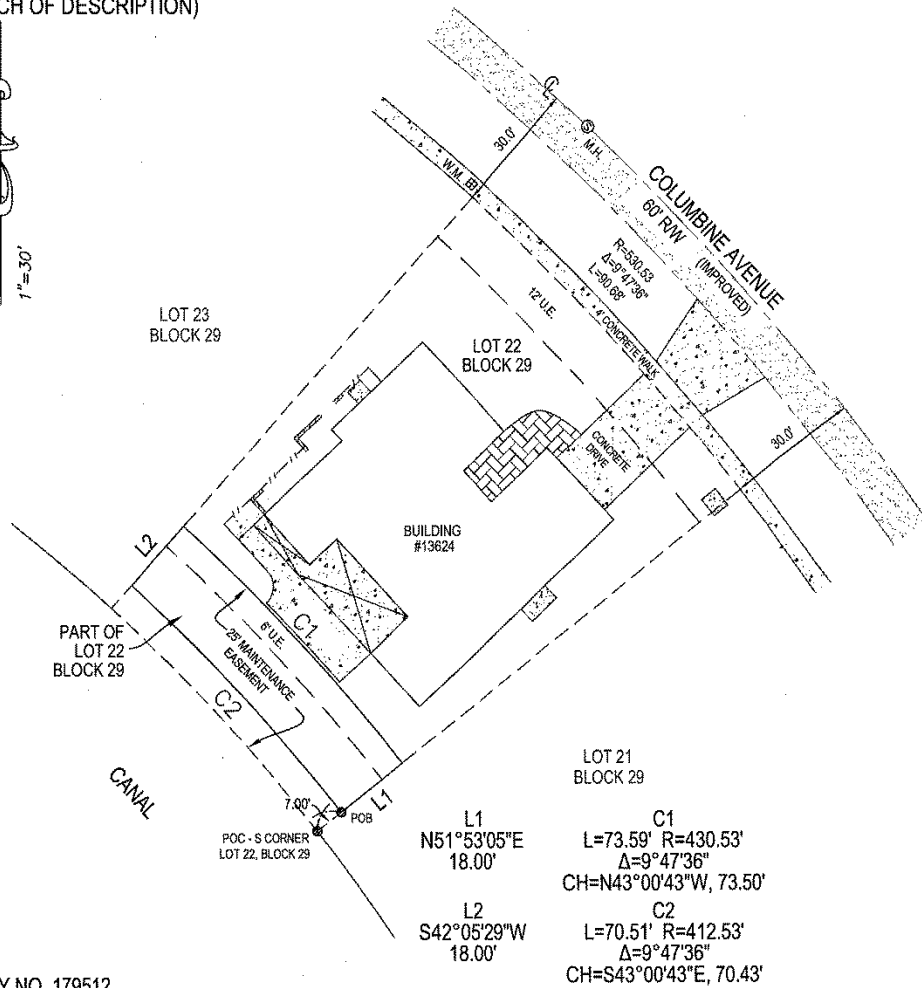 CH OF DESCRIPTION)
1"=30'
30.0'
S
M.H.
W.M.
COLUMBINE AVENUE
60' R/W
(IMPROVED)
R=530.53
Δ=9°47'36"
L=90.68'
12' U.E.
4' CONCRETE WALK
LOT 23
BLOCK 29
LOT 22
BLOCK 29
CONCRETE
DRIVE
30.0'
BUILDING
#13624
L2
PART OF
LOT 22
BLOCK 29
C1
6' U.E.
25' MAINTENANCE
EASEMENT
C2
CANAL
7.00'
POB
L1
POC - S CORNER
LOT 22, BLOCK 29
LOT 21
BLOCK 29
L1
N51°53'05"E
18.00'
C1
L=73.59' R=430.53'
Δ=9°47'36"
CH=N43°00'43"W, 73.50'
L2
S42°05'29"W
18.00'
C2
L=70.51' R=412.53'
Δ=9°47'36"
CH=S43°00'43"E, 70.43'
Y NO. 179512